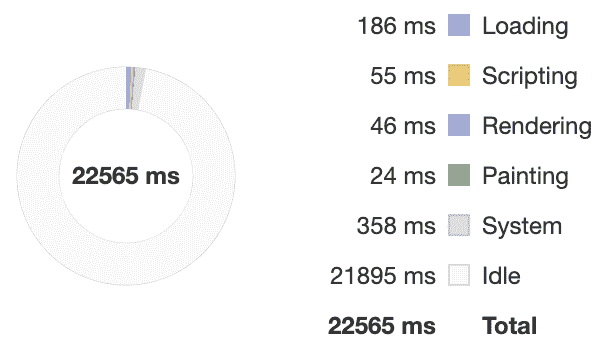 22565 ms
186 ms Loading
55 ms Scripting
46 ms Rendering
24 ms Painting
358 ms System
21895 ms Idle
22565 ms Total